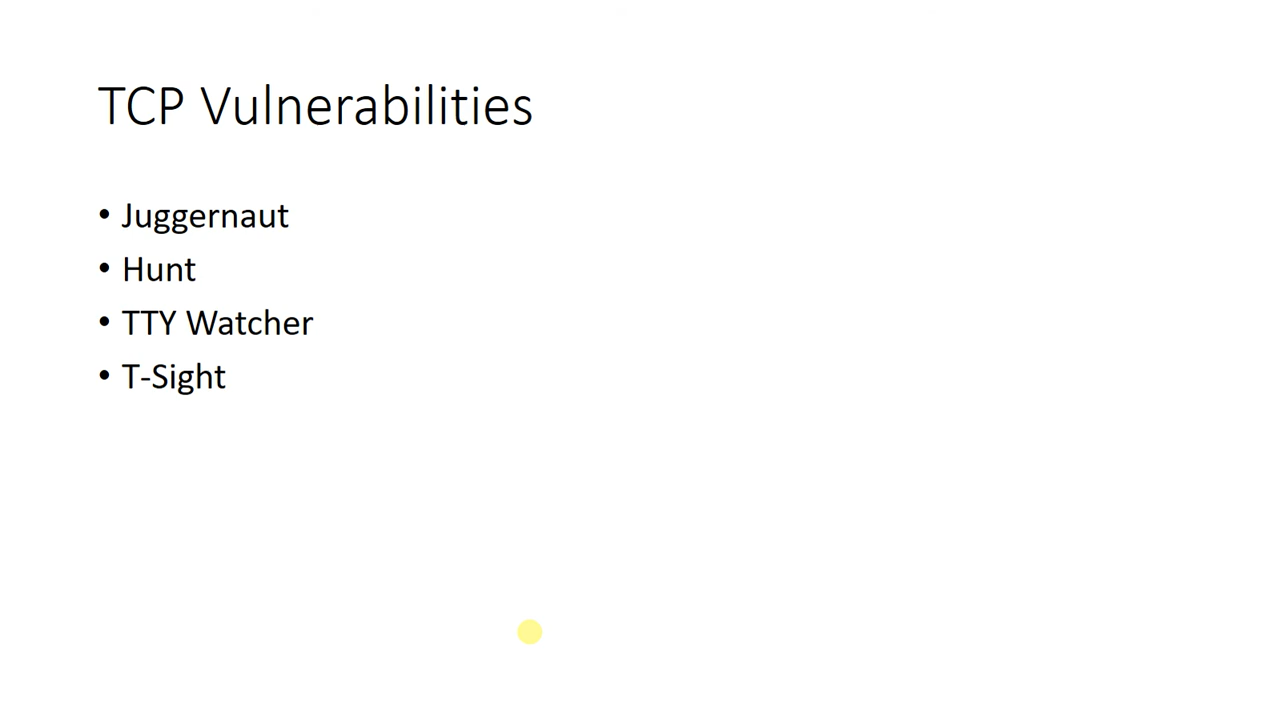 TCP Vulnerabilities
• Juggernaut
• Hunt
• TTY Watcher
• T-Sight